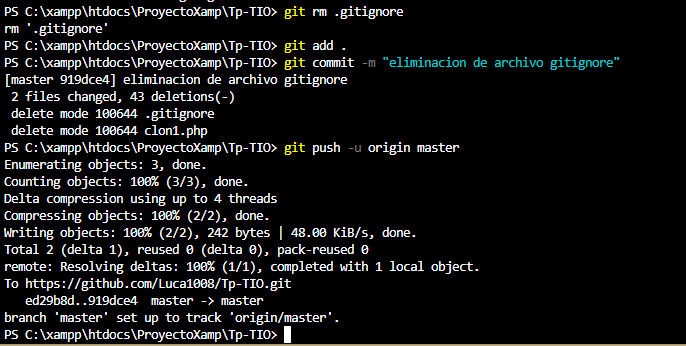 PS C:\xampp\htdocs\ProyectoXamp\Tp-TIO> git rm .gitignore
rm '.gitignore'
PS C:\xampp\htdocs\ProyectoXamp\Tp-TIO> git add .
PS C:\xampp\htdocs\ProyectoXamp\Tp-TIO> git commit -m "eliminacion de archivo gitignore"
[master 919dce4] eliminacion de archivo gitignore
 2 files changed, 43 deletions(-)
 delete mode 100644 .gitignore
 delete mode 100644 clon1.php
PS C:\xampp\htdocs\ProyectoXamp\Tp-TIO> git push -u origin master
Enumerating objects: 3, done.
Counting objects: 100% (3/3), done.
Delta compression using up to 4 threads
Compressing objects: 100% (2/2), done.
Writing objects: 100% (2/2), 242 bytes | 48.00 KiB/s, done.
Total 2 (delta 1), reused 0 (delta 0), pack-reused 0
remote: Resolving deltas: 100% (1/1), completed with 1 local object.
To https://github.com/Luca1008/Tp-TIO.git
   ed29b8d..919dce4  master -> master
branch 'master' set up to track 'origin/master'.
PS C:\xampp\htdocs\ProyectoXamp\Tp-TIO>